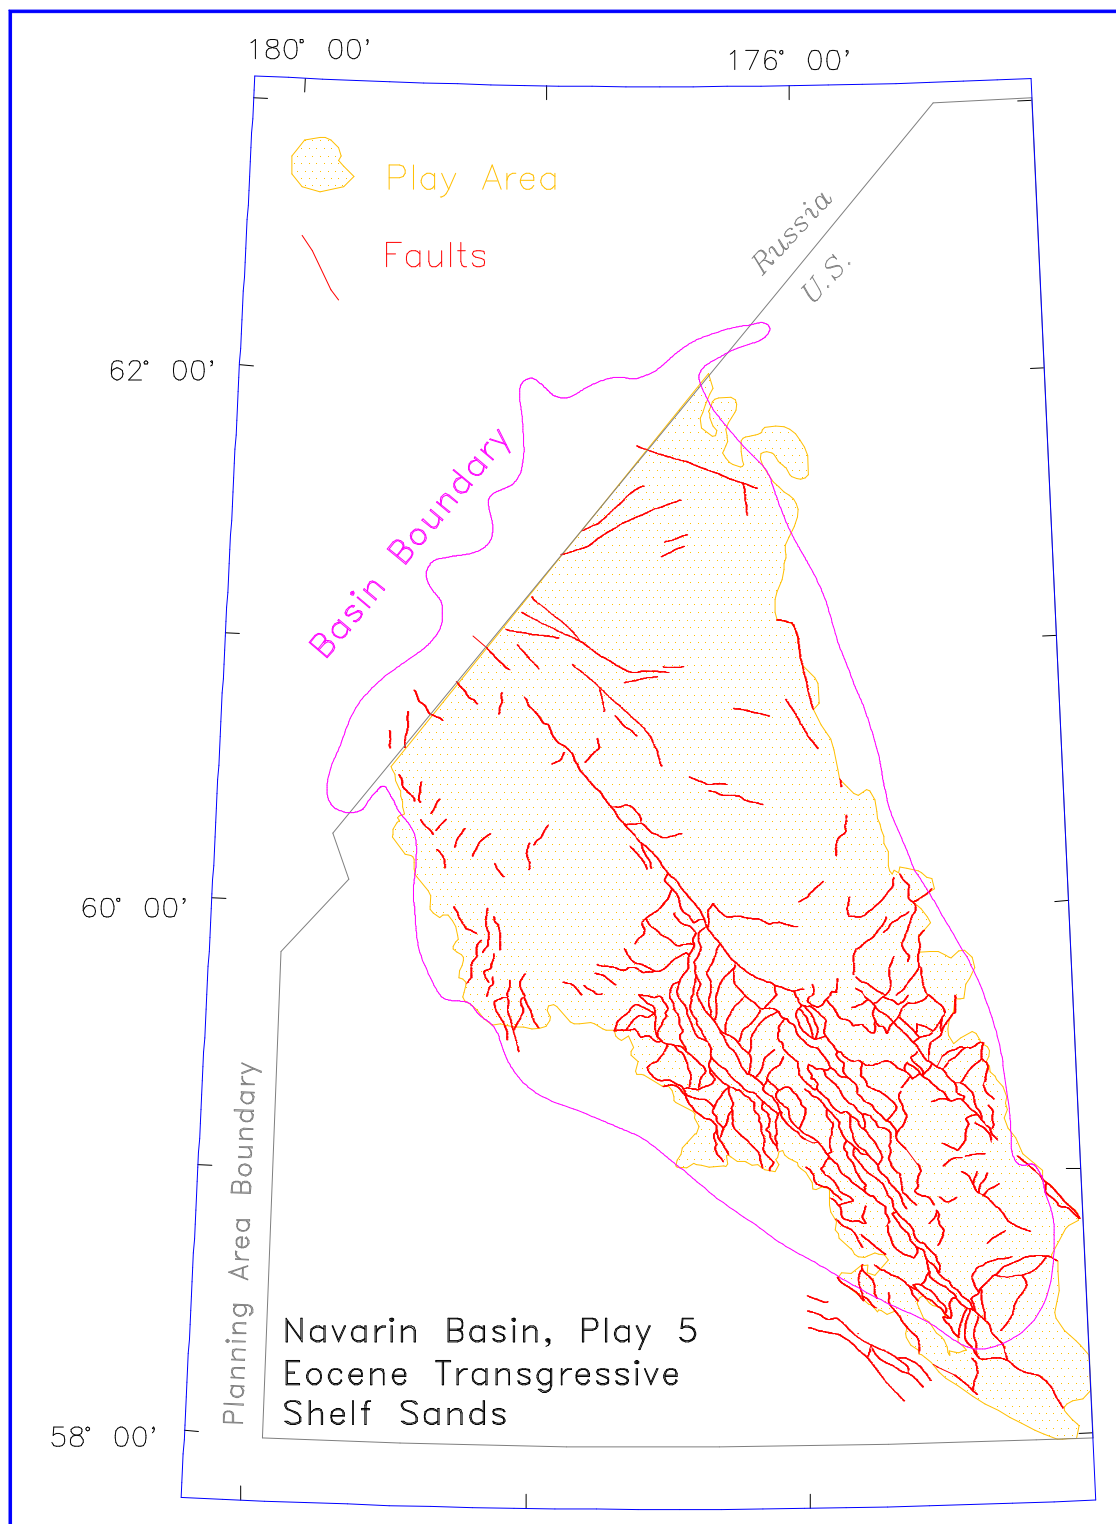 180° 00'
176° 00'
Play Area
Faults
Russia
U.S.
62° 00'
Basin Boundary
60° 00'
Planning Area Boundary
Navarin Basin, Play 5
Eocene Transgressive
Shelf Sands
58° 00'